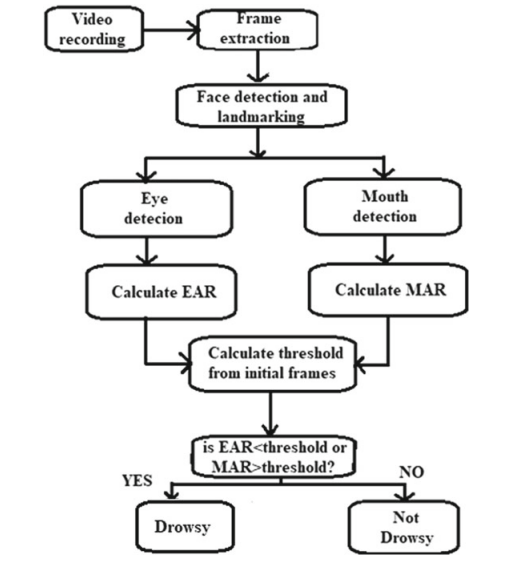 Video
recording
Frame
extraction
Face detection and
landmarking
Eye
detecion
Mouth
detection
Calculate EAR
Calculate MAR
Calculate threshold
from initial frames
is EAR<threshold or
MAR>threshold?
YES
NO
Drowsy
Not
Drowsy